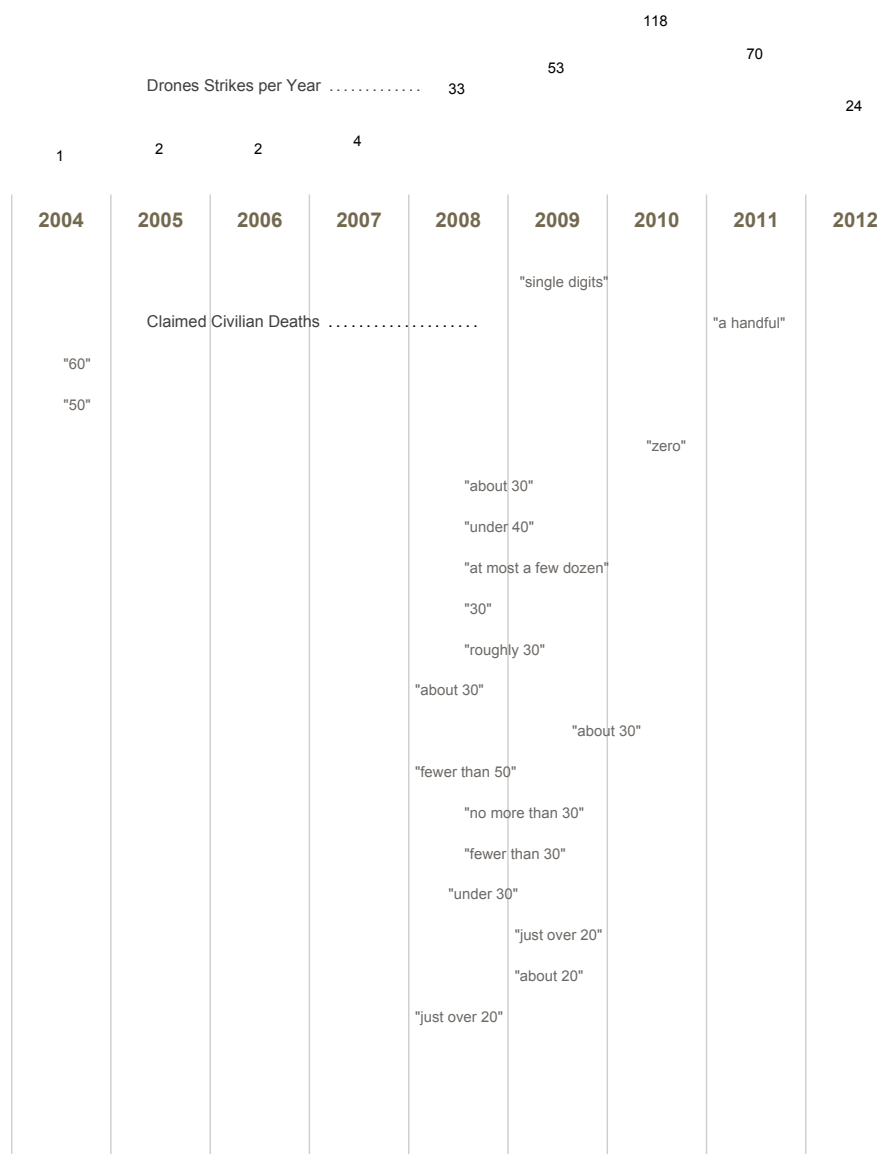 118
70
53
Drones Strikes per Year ............. 33
24
1 2 2 4
2004 2005 2006 2007 2008 2009 2010 2011 2012
"single digits"
Claimed Civilian Deaths .................... "a handful"
"60"
"50"
"zero"
"about 30"
"under 40"
"at most a few dozen"
"30"
"roughly 30"
"about 30"
"about 30"
"fewer than 50"
"no more than 30"
"fewer than 30"
"under 30"
"just over 20"
"about 20"
"just over 20"